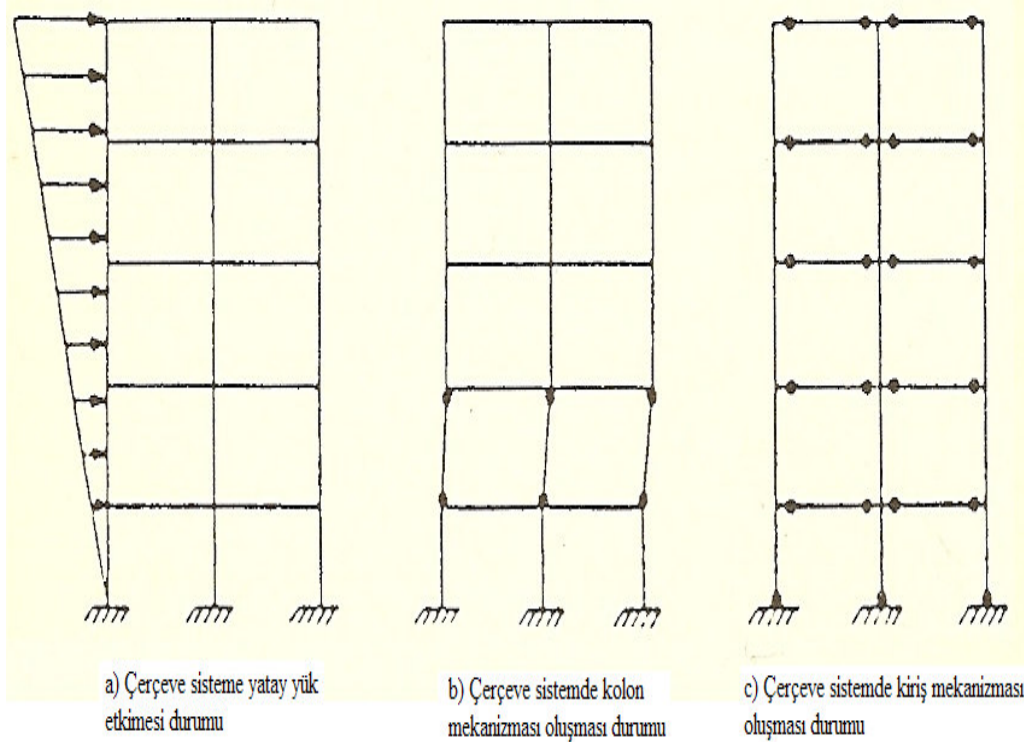 a) Çerçeve sisteme yatay yük
etkimesi durumu
b) Çerçeve sistemde kolon
mekanizması oluşması durumu
c) Çerçeve sistemde kiriş mekanizması
oluşması durumu